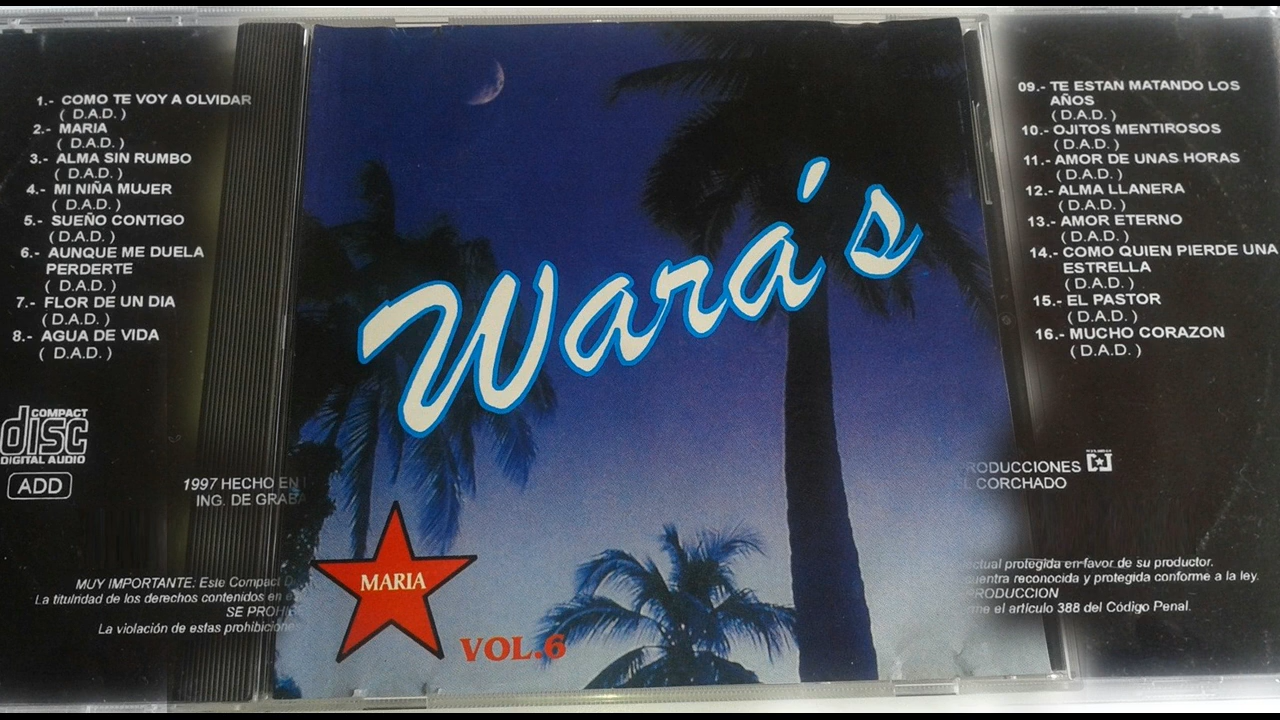 1.- COMO TE VOY A OLVIDAR
( D.A.D. )
2.- MARIA
( D.A.D. )
3.- ALMA SIN RUMBO
( D.A.D. )
4.- MI NIÑA MUJER
( D.A.D. )
5.- SUEÑO CONTIGO
( D.A.D. )
6.- AUNQUE ME DUELA
PERDERTE
( D.A.D. )
7.- FLOR DE UN DIA
( D.A.D. )
8.- AGUA DE VIDA
( D.A.D. )
COMPACT
disc
DIGITAL AUDIO
ADD
1997 HECHO EN
ING. DE GRABA
MUY IMPORTANTE: Este Compact D
La titulridad de los derechos contenidos en e
SE PROHIB
La violación de estas prohibicione
Wará's
MARIA
VOL.6
09.- TE ESTAN MATANDO LOS
AÑOS
( D.A.D. )
10.- OJITOS MENTIROSOS
( D.A.D. )
11.- AMOR DE UNAS HORAS
( D.A.D. )
12.- ALMA LLANERA
( D.A.D. )
13.- AMOR ETERNO
( D.A.D. )
14.- COMO QUIEN PIERDE UNA
ESTRELLA
( D.A.D. )
15.- EL PASTOR
( D.A.D. )
16.- MUCHO CORAZON
( D.A.D. )
RODUCCIONES
L CORCHADO
ectual protegida en favor de su productor.
cuentra reconocida y protegida conforme a la ley.
PRODUCCION
rme el artículo 388 del Código Penal.